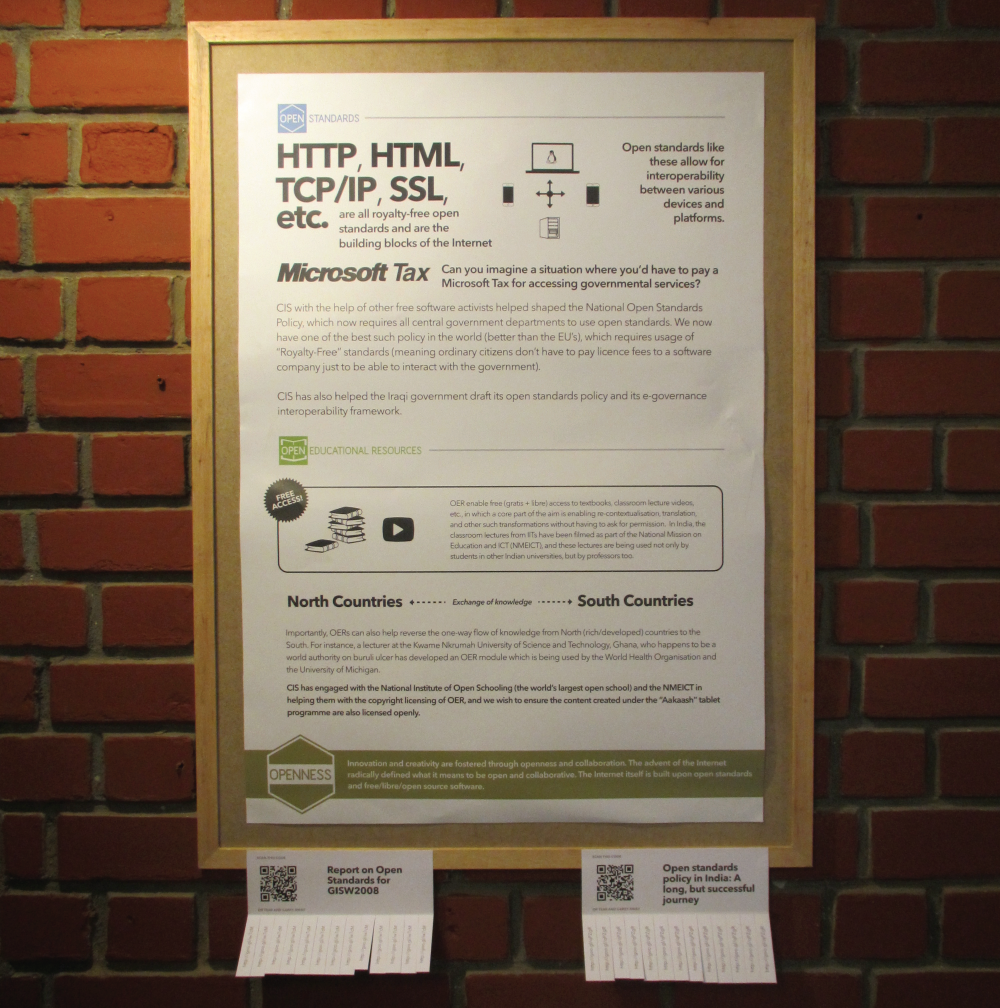 OPEN STANDARDS
HTTP, HTML,
TCP/IP, SSL,
etc. are all royalty-free open
standards and are the
building blocks of the Internet
Open standards like
these allow for
interoperability
between various
devices and
platforms.
Microsoft Tax
Can you imagine a situation where you'd have to pay a
Microsoft Tax for accessing governmental services?
CIS with the help of other free software activists helped shaped the National Open Standards
Policy, which now requires all central government departments to use open standards. We now
have one of the best such policy in the world (better than the EU's), which requires usage of
"Royalty-Free" standards (meaning ordinary citizens don't have to pay licence fees to a software
company just to be able to interact with the government).
CIS has also helped the Iraqi government draft its open standards policy and its e-governance
interoperability framework.
OPEN EDUCATIONAL RESOURCES
FREE
ACCESS!
OER enable free (gratis + libre) access to textbooks, classroom lecture videos,
etc., in which a core part of the aim is enabling re-contextualisation, translation,
and other such transformations without having to ask for permission. In India, the
classroom lectures from IITs have been filmed as part of the National Mission on
Education and ICT (NMEICT), and these lectures are being used not only by
students in other Indian universities, but by professors too.
North Countries Exchange of knowledge South Countries
Importantly, OERs can also help reverse the one-way flow of knowledge from North (rich/developed) countries to the
South. For instance, a lecturer at the Kwame Nkrumah University of Science and Technology, Ghana, who happens to be a
world authority on buruli ulcer has developed an OER module which is being used by the World Health Organisation and
the University of Michigan.
CIS has engaged with the National Institute of Open Schooling (the world's largest open school) and the NMEICT in
helping them with the copyright licensing of OER, and we wish to ensure the content created under the "Aakaash" tablet
programme are also licensed openly.
OPENNESS
Innovation and creativity are fostered through openness and collaboration. The advent of the Internet
radically defined what it means to be open and collaborative. The Internet itself is built upon open standards
and free/libre/open source software.
Report on Open
Standards for
GISW2008
Open standards
policy in India: A
long, but successful
journey